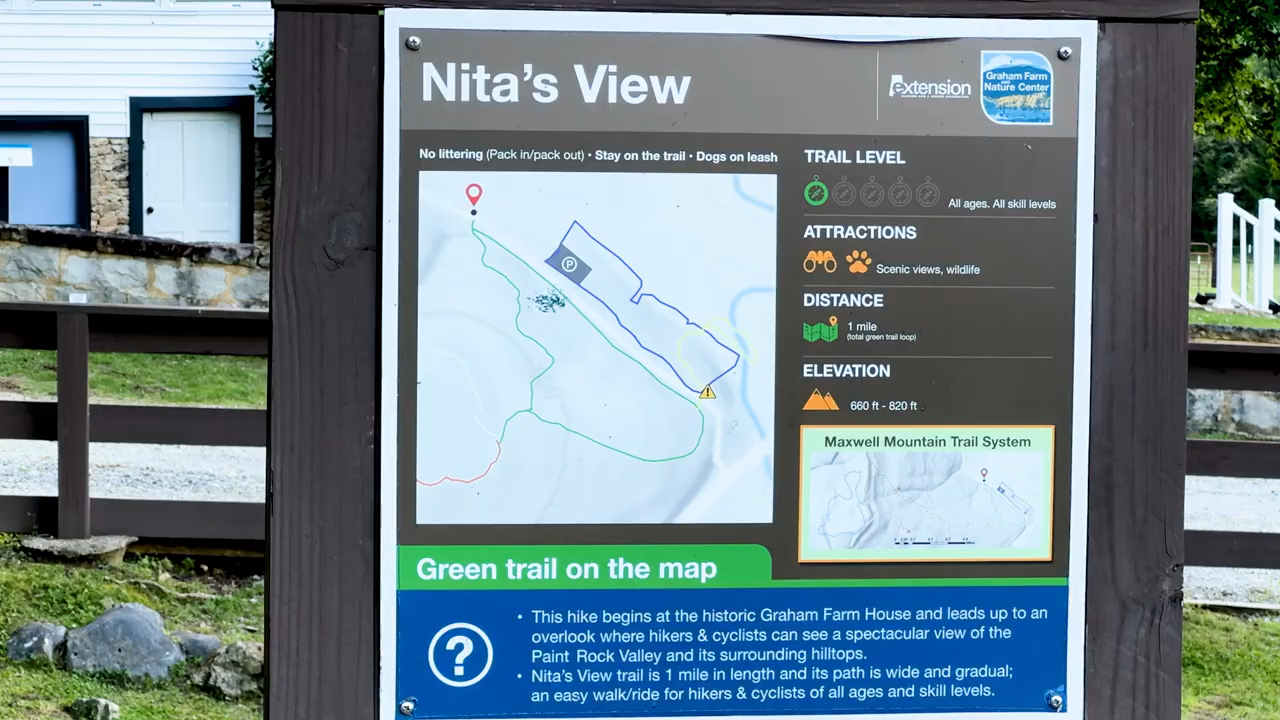 Nita's View
extension
Graham Farm
AND
Nature Center
No littering (Pack in/pack out) • Stay on the trail • Dogs on leash
P
TRAIL LEVEL
All ages. All skill levels
ATTRACTIONS
Scenic views, wildlife
DISTANCE
1 mile
(total green trail loop)
ELEVATION
660 ft - 820 ft
Maxwell Mountain Trail System
Green trail on the map
?
• This hike begins at the historic Graham Farm House and leads up to an
overlook where hikers & cyclists can see a spectacular view of the
Paint Rock Valley and its surrounding hilltops.
• Nita's View trail is 1 mile in length and its path is wide and gradual;
an easy walk/ride for hikers & cyclists of all ages and skill levels.